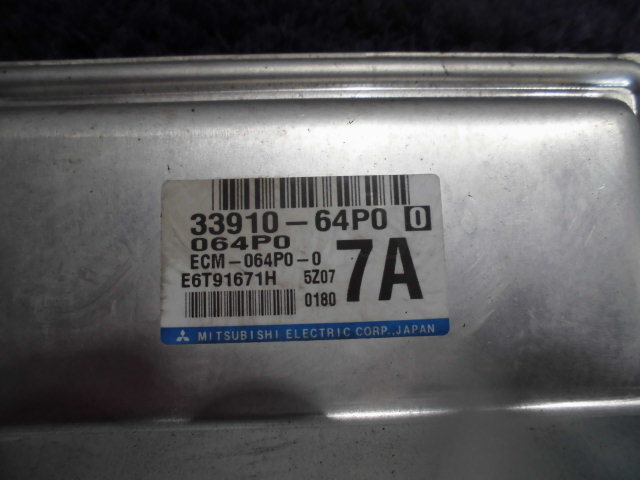 33910-64P0 0
064P0
ECM-064P0-0
E6T91671H 5Z07
7A
0180
MITSUBISHI ELECTRIC CORP.,JAPAN